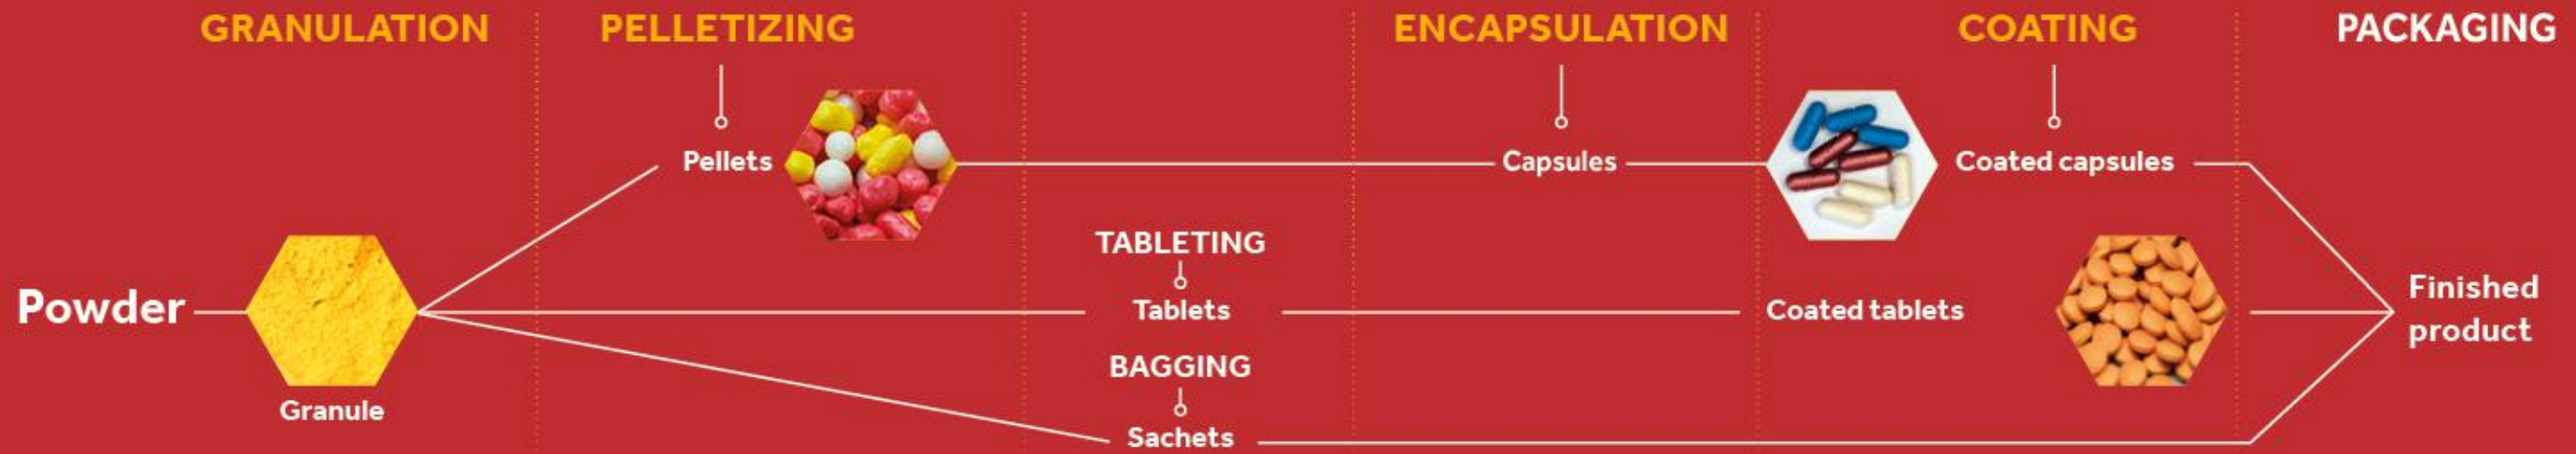 GRANULATION
PELLETIZING
ENCAPSULATION
COATING
PACKAGING
Pellets
Capsules
Coated capsules
TABLETING
Powder
Tablets
Coated tablets
Finished
product
BAGGING
Granule
Sachets